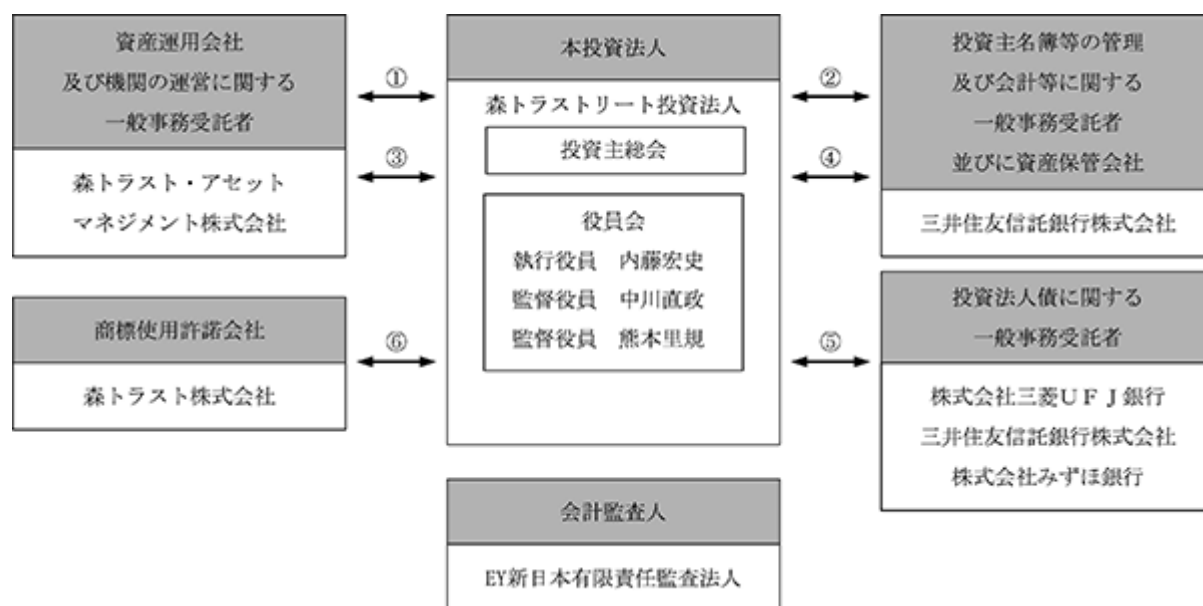 資産運用会社
及び機関の運営に関する
一般事務受託者
森トラスト・アセット
マネジメント株式会社
商標使用許諾会社
森トラスト株式会社
①
③
⑥
本投資法人
森トラストリート投資法人
投資主総会
役員会
執行役員　内藤宏史
監督役員　中川直政
監督役員　熊本里規
会計監査人
EY新日本有限責任監査法人
②
④
⑤
投資主名簿等の管理
及び会計等に関する
一般事務受託者
並びに資産保管会社
三井住友信託銀行株式会社
投資法人債に関する
一般事務受託者
株式会社三菱ＵＦＪ銀行
三井住友信託銀行株式会社
株式会社みずほ銀行